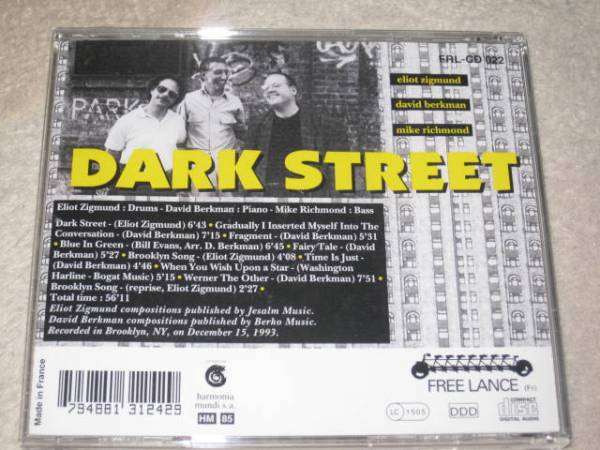 FRL-CD 022
PARK
eliot zigmund
david berkman
mike richmond
DARK STREET
Eliot Zigmund : Drums - David Berkman : Piano - Mike Richmond : Bass
Dark Street - (Eliot Zigmund) 6'43 • Gradually I Inserted Myself Into The
Conversation - (David Berkman) 7'15 • Fragment - (David Berkman) 5'31
• Blue In Green - (Bill Evans, Arr. D. Berkman) 6'45 • Fairy Tale - (David
Berkman) 5'27 • Brooklyn Song - (Eliot Zigmund) 4'08 • Time Is Just -
(David Berkman) 4'46 • When You Wish Upon a Star - (Washington
Harline - Bogat Music) 5'15 • Werner The Other - (David Berkman) 7'51 •
Brooklyn Song - (reprise, Eliot Zigmund) 2'27 •
Total time : 56'11
Eliot Zigmund compositions published by Jesalm Music.
David Berkman compositions published by Berko Music.
Recorded in Brooklyn, NY, on December 15, 1993.
Made in France
7 94881 312429
harmonia
mundi s.a.
HM 85
FREE LANCE (Fr)
LC 1505
DDD
COMPACT
disc
DIGITAL AUDIO